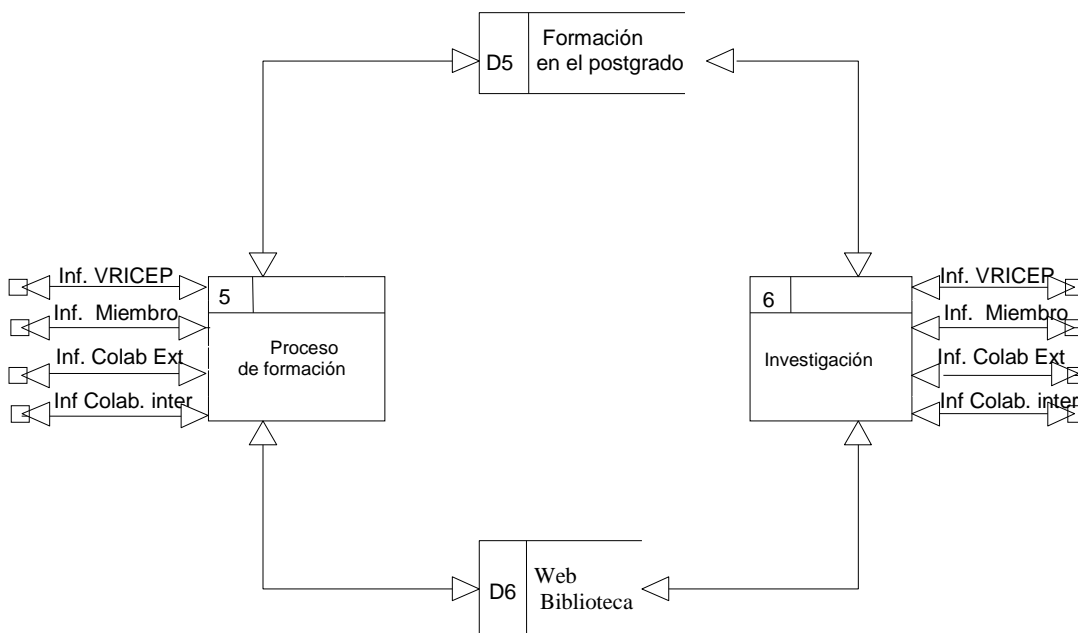 Formación
D5 en el postgrado
Inf. VRICEP
5
Inf. Miembro
Proceso
de formación
Inf. Colab Ext
Inf Colab. inter
6
Investigación
Inf. VRICEP
Inf. Miembro
Inf. Colab Ext
Inf Colab. inter
Web
D6 Biblioteca